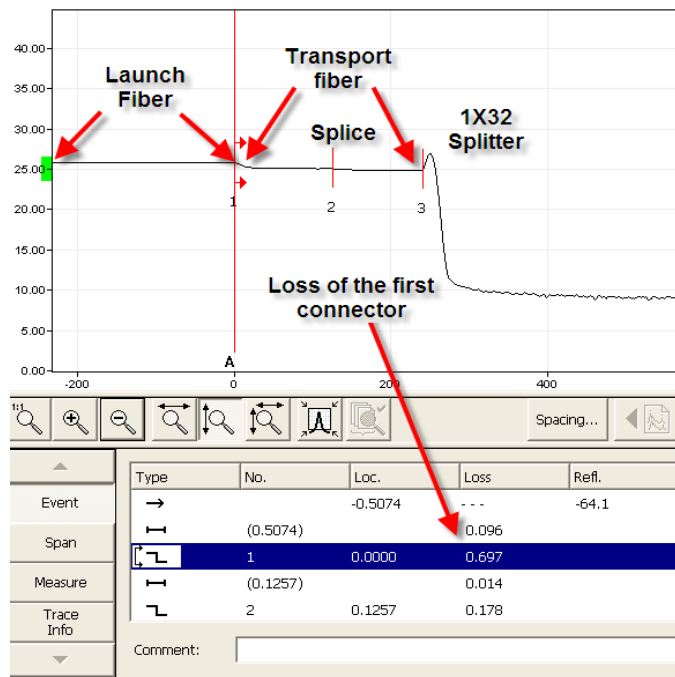 40.00
35.00
30.00
25.00
20.00
15.00
10.00
5.00
0.00
Launch
Fiber
Transport
fiber
Splice
1X32
Splitter
1
2
3
Loss of the first
connector
A
-200
0
200
400
1:1
Spacing...
Type No. Loc. Loss Refl.
-0.5074 - - - -64.1
(0.5074) 0.096
1 0.0000 0.697
(0.1257) 0.014
2 0.1257 0.178
Event
Span
Measure
Trace
Info
Comment: